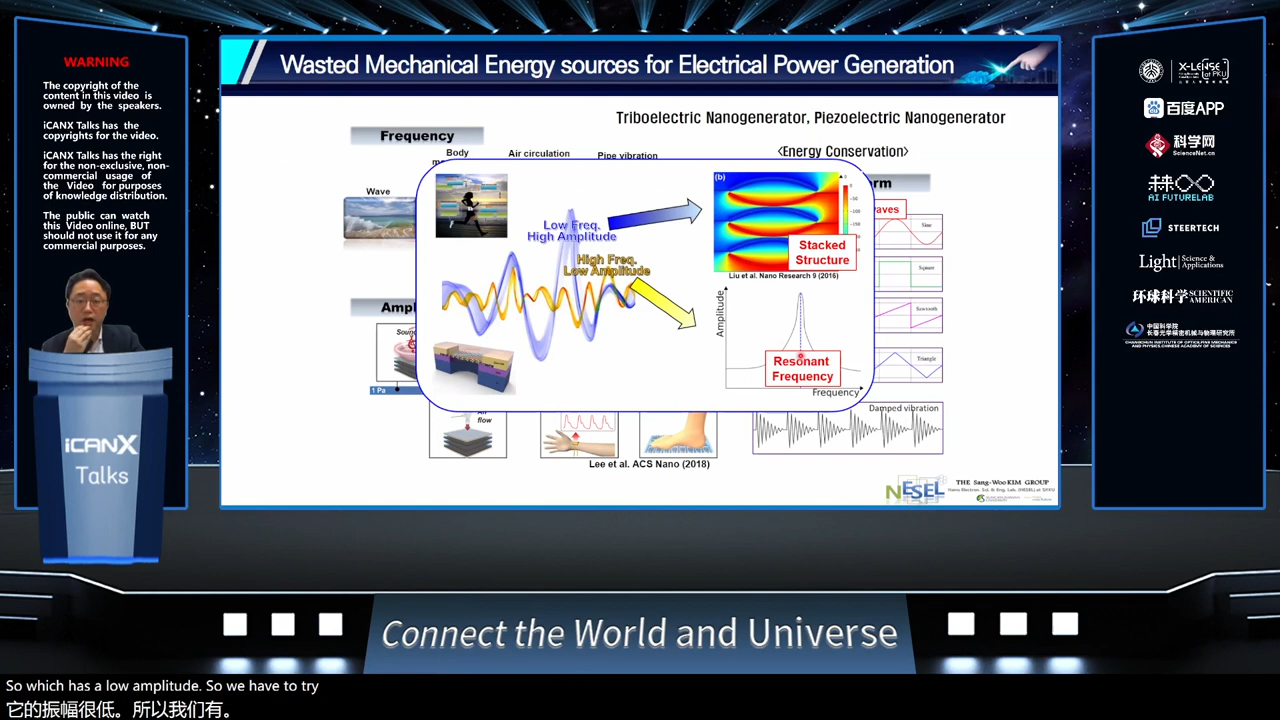 WARNING
The copyright of the
content in this video is
owned by the speakers.
iCANX Talks has the
copyrights for the video.
iCANX Talks has the right
for the non-exclusive, non-
commercial usage of
the Video for purposes
of knowledge distribution.
The public can watch
this Video online, BUT
should not use it for any
commercial purposes.
iCANX
Talks
Wasted Mechanical Energy sources for Electrical Power Generation
Triboelectric Nanogenerator, Piezoelectric Nanogenerator
Frequency
<Energy Conservation>
Body
Air circulation
Pipe vibration
Wave
Low Freq.
High Amplitude
High Freq.
Low Amplitude
(b)
Stacked
Structure
Liu et al. Nano Research 9 (2016)
Amplitude
Resonant
Frequency
Frequency
Sine
Square
Sawtooth
Triangle
1 Pa
flow
Damped vibration
Lee et al. ACS Nano (2018)
NESEL
THE Sang-Woo KIM GROUP
X-LENSE
at PKU
百度APP
科学网
ScienceNet.cn
未来
AI FUTURELAB
STEERTECH
Light Science & Applications
环球科学 SCIENTIFIC AMERICAN
中国科学院
长春光学精密机械与物理研究所
CHANGCHUN INSTITUTE OF OPTICS,FINE MECHANICS
AND PHYSICS,CHINESE ACADEMY OF SCIENCES
Connect the World and Universe
So which has a low amplitude. So we have to try
它的振幅很低。所以我们有。